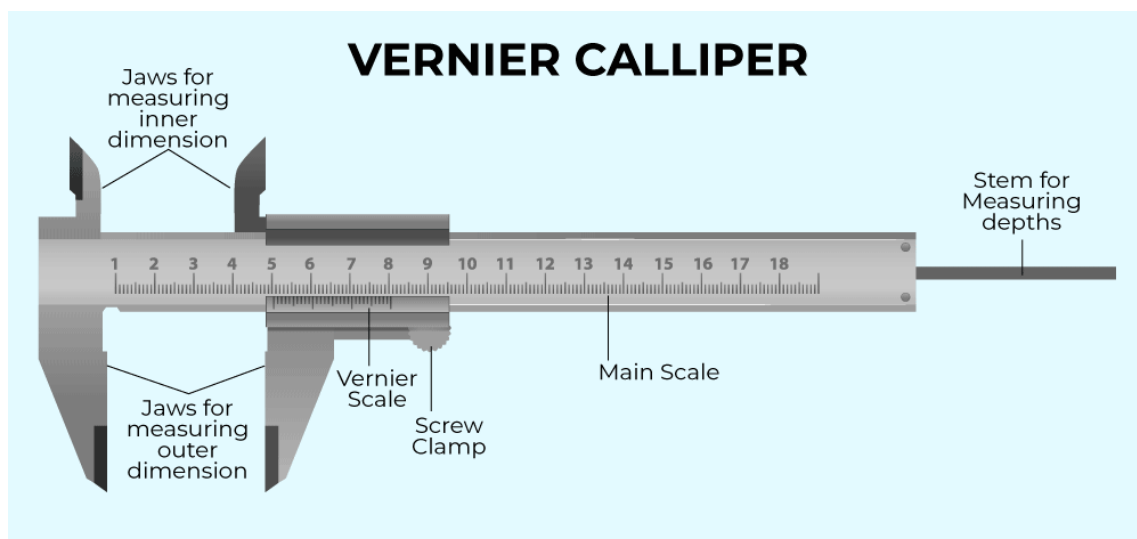 VERNIER CALLIPER
Jaws for
measuring
inner
dimension
Stem for
Measuring
depths
1 2 3 4 5 6 7 8 9 10 11 12 13 14 15 16 17 18
Main Scale
Vernier
Scale
Screw
Clamp
Jaws for
measuring
outer
dimension